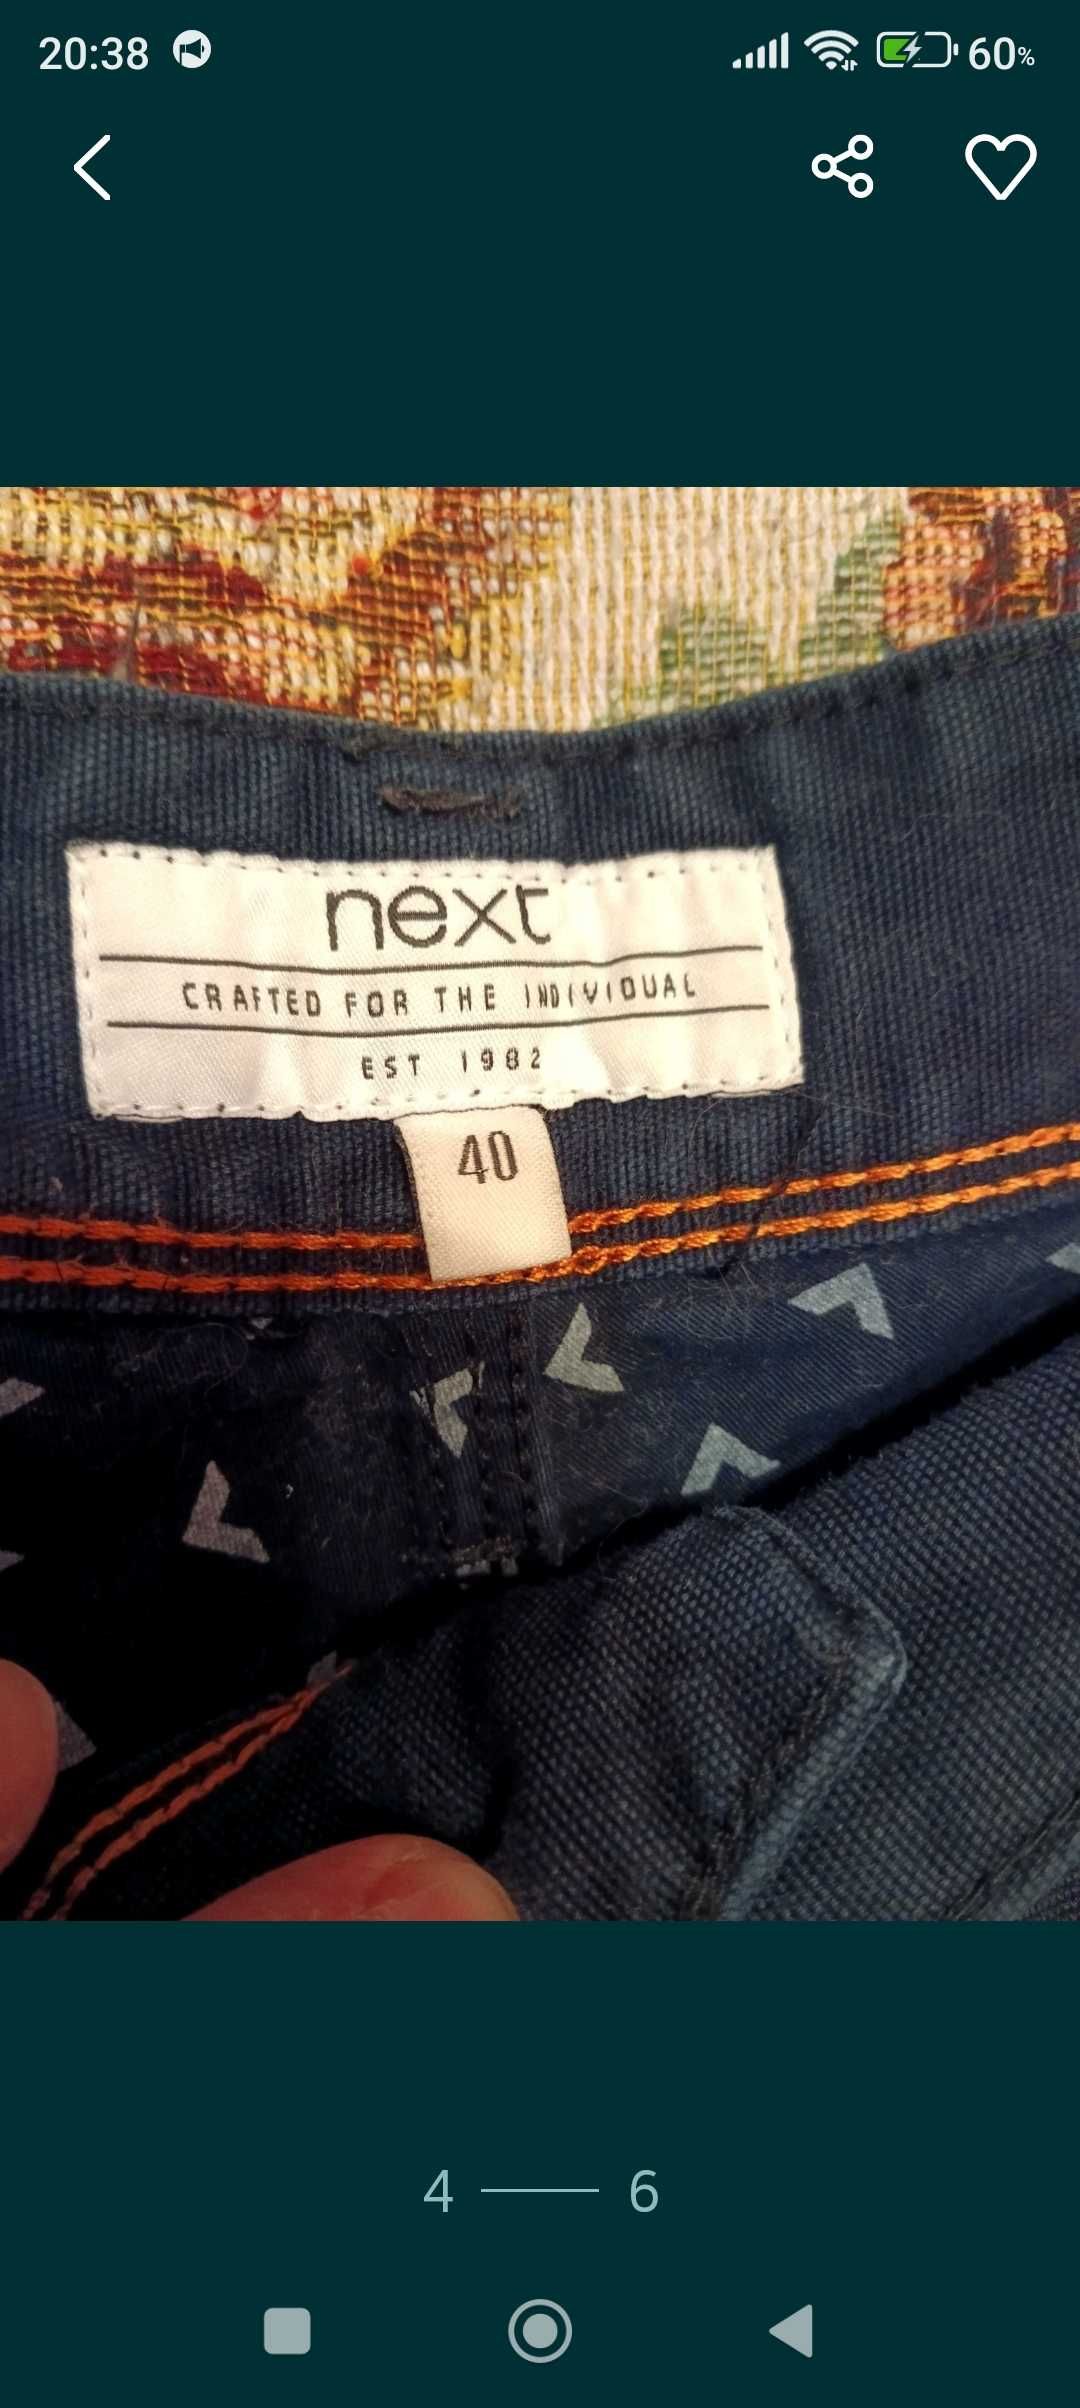 20:38
60%
next
CRAFTED FOR THE INDIVIDUAL
EST 1982
40
4
6